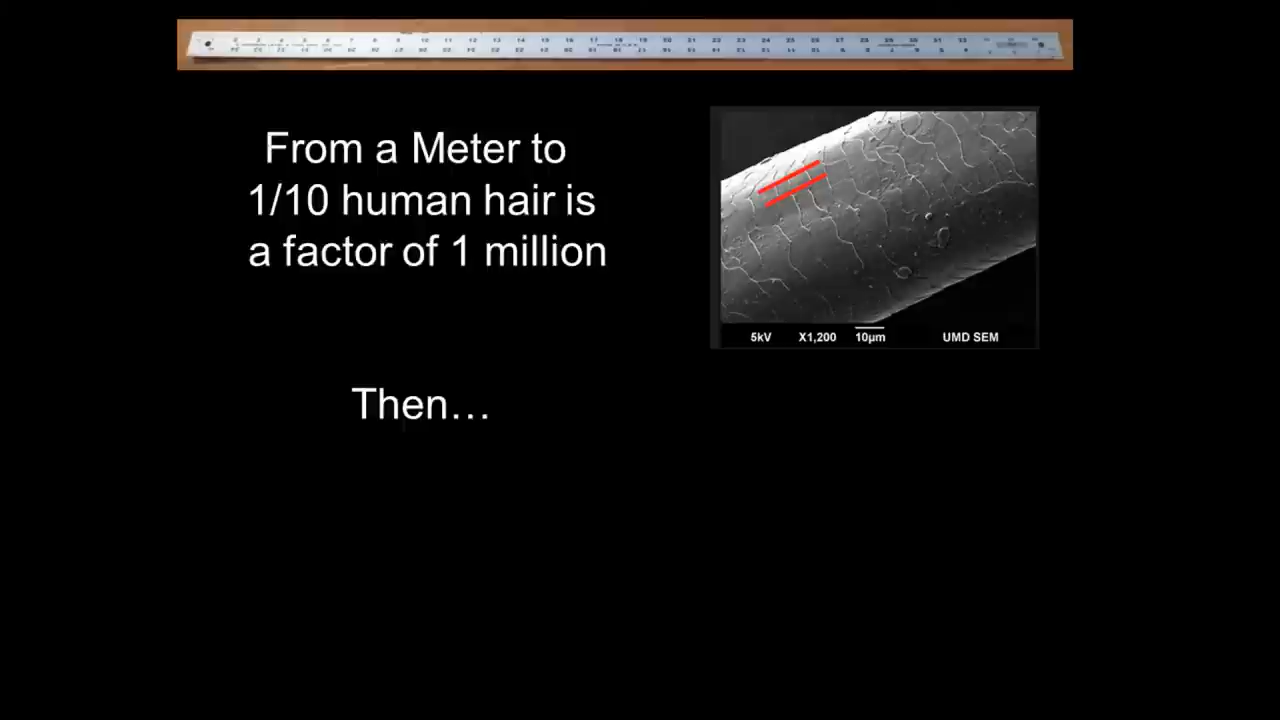 From a Meter to
1/10 human hair is
a factor of 1 million
5kV X1,200 10µm UMD SEM
Then…